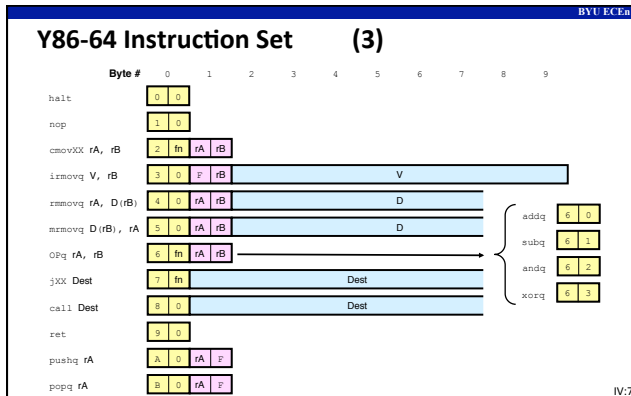 BYU ECEn
Y86-64 Instruction Set (3)
Byte # 0 1 2 3 4 5 6 7 8 9
halt 0 0
nop 1 0
cmovXX rA, rB 2 fn rA rB
irmovq V, rB 3 0 F rB V
rmmovq rA, D(rB) 4 0 rA rB D
mrmovq D(rB), rA 5 0 rA rB D
OPq rA, rB 6 fn rA rB
jXX Dest 7 fn Dest
call Dest 8 0 Dest
ret 9 0
pushq rA A 0 rA F
popq rA B 0 rA F
addq 6 0
subq 6 1
andq 6 2
xorq 6 3
IV:7